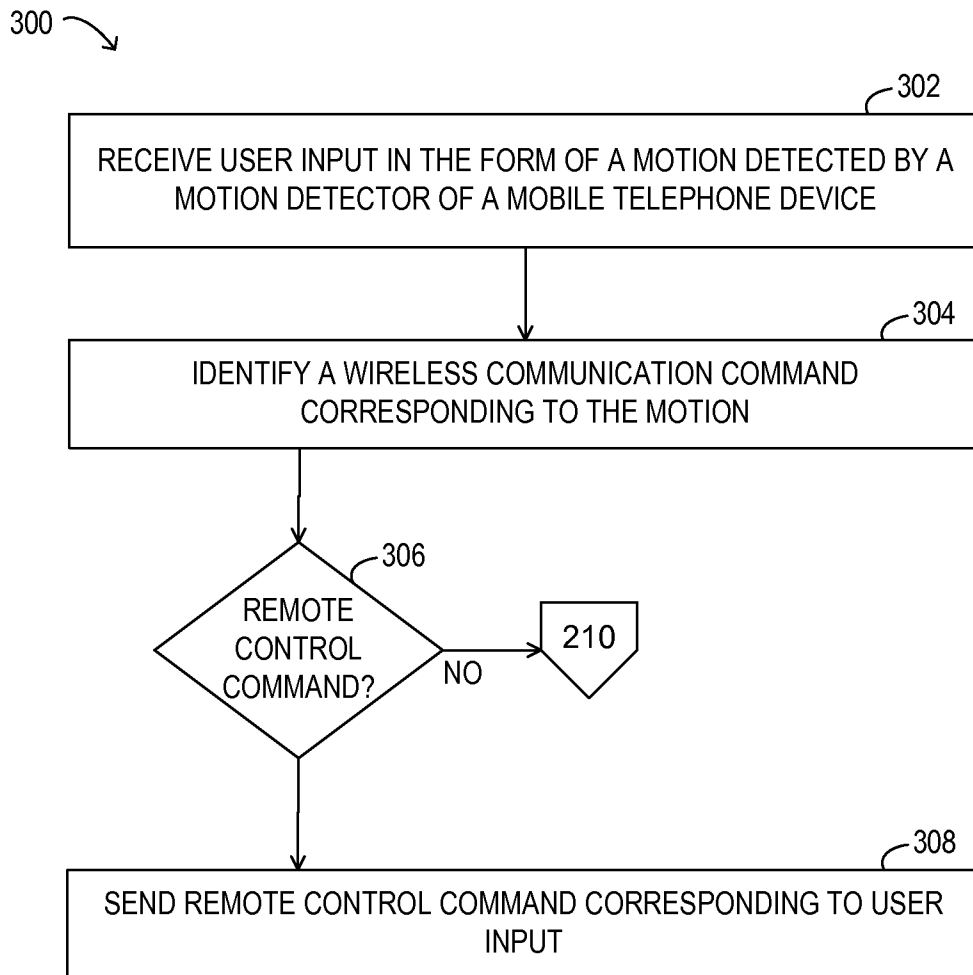 300
302
RECEIVE USER INPUT IN THE FORM OF A MOTION DETECTED BY A
MOTION DETECTOR OF A MOBILE TELEPHONE DEVICE
304
IDENTIFY A WIRELESS COMMUNICATION COMMAND
CORRESPONDING TO THE MOTION
306
REMOTE
CONTROL
COMMAND?
NO
210
308
SEND REMOTE CONTROL COMMAND CORRESPONDING TO USER
INPUT